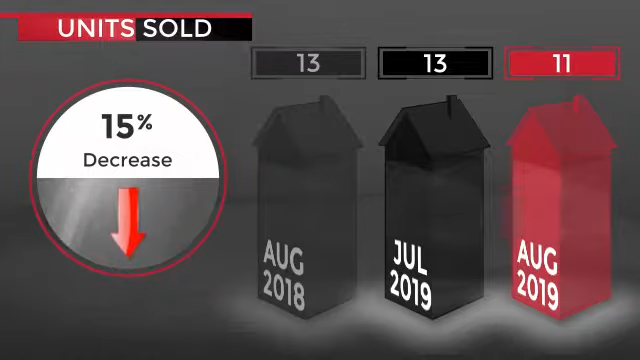 UNITS SOLD
13
13
11
15%
Decrease
AUG
2018
JUL
2019
AUG
2019